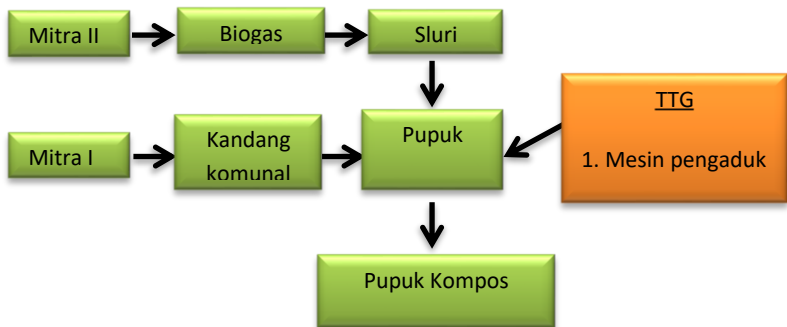 Mitra II
Biogas
Sluri
TTG
1. Mesin pengaduk
Mitra I
Kandang
komunal
Pupuk
Pupuk Kompos